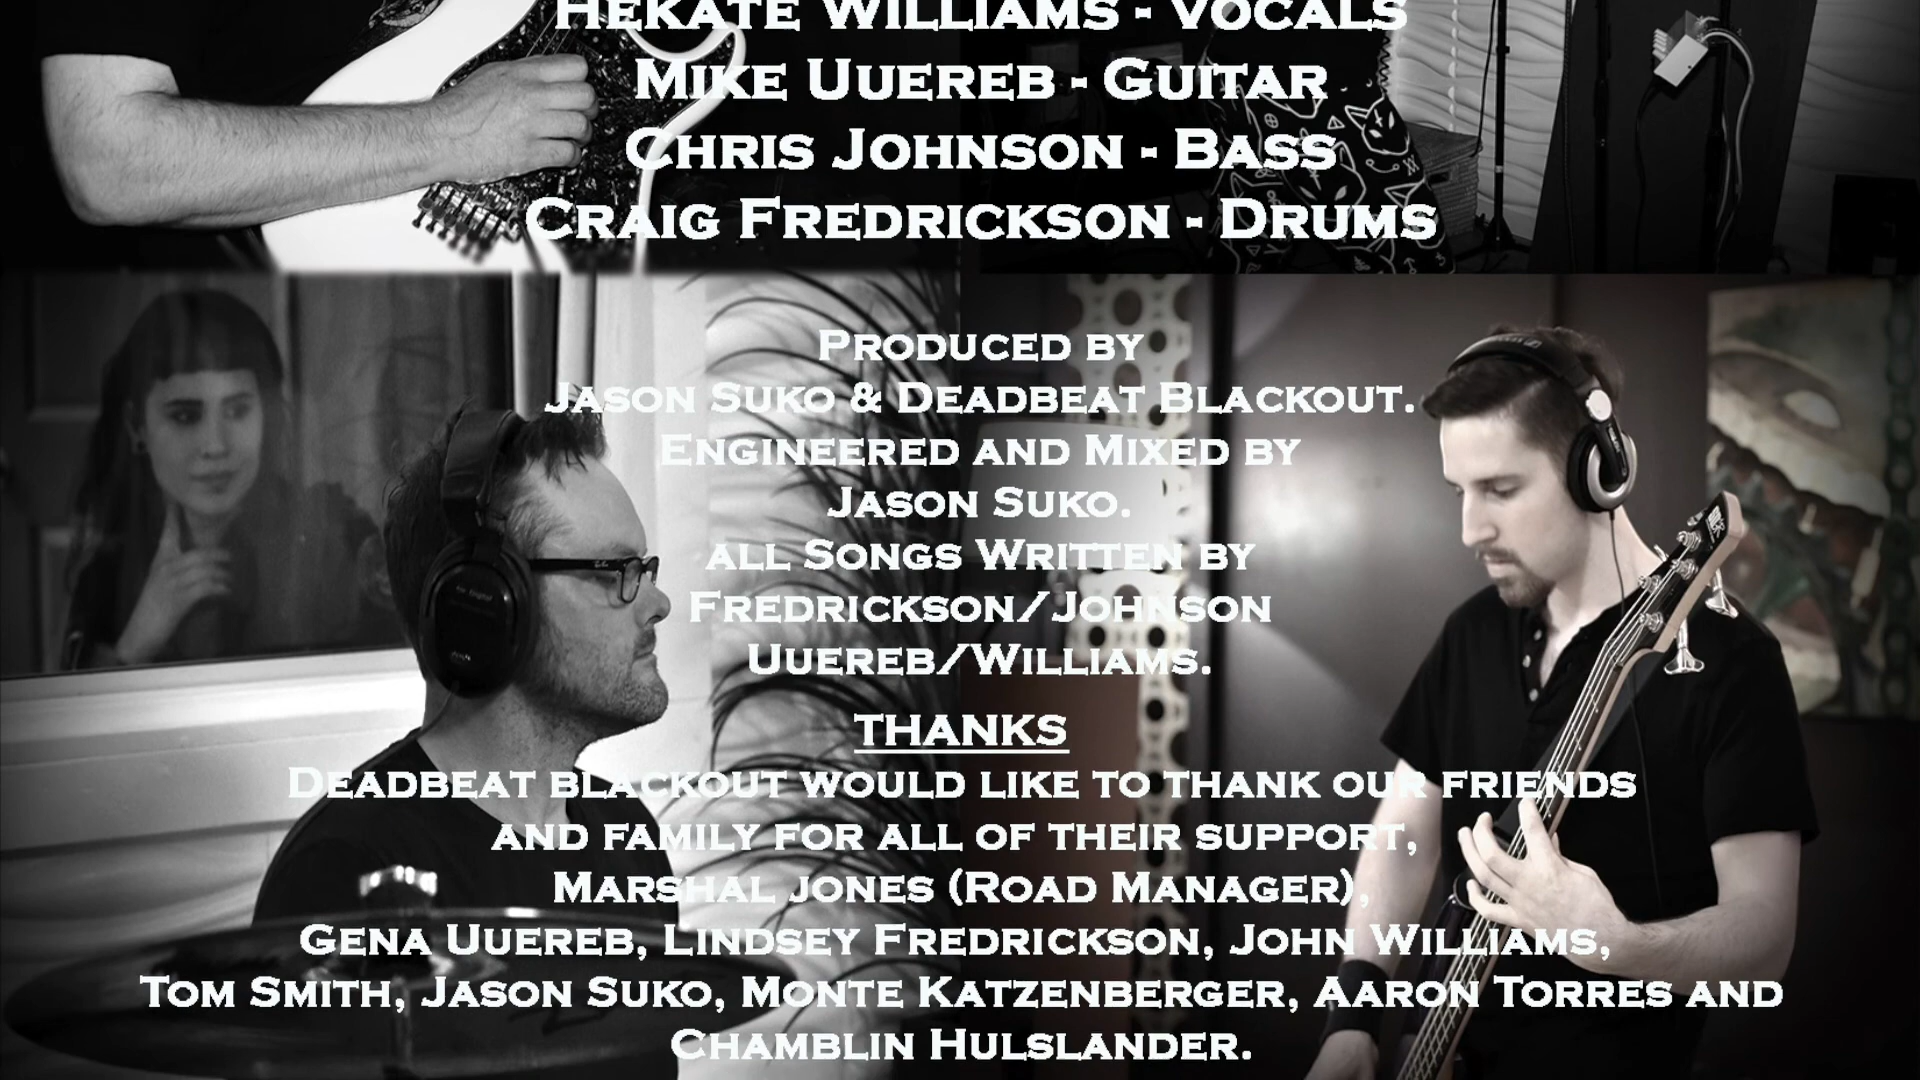 Hekate Williams - vocals
Mike Uuereb - Guitar
Chris Johnson - Bass
Craig Fredrickson - Drums
Produced by
Jason Suko & Deadbeat Blackout.
Engineered and Mixed by
Jason Suko.
all Songs Written by
Fredrickson/Johnson
Uuereb/Williams.
THANKS
Deadbeat blackout would like to thank our friends
and family for all of their support,
Marshal jones (Road Manager),
Gena Uuereb, Lindsey Fredrickson, John Williams,
Tom Smith, Jason Suko, Monte Katzenberger, Aaron Torres and
Chamblin Hulslander.